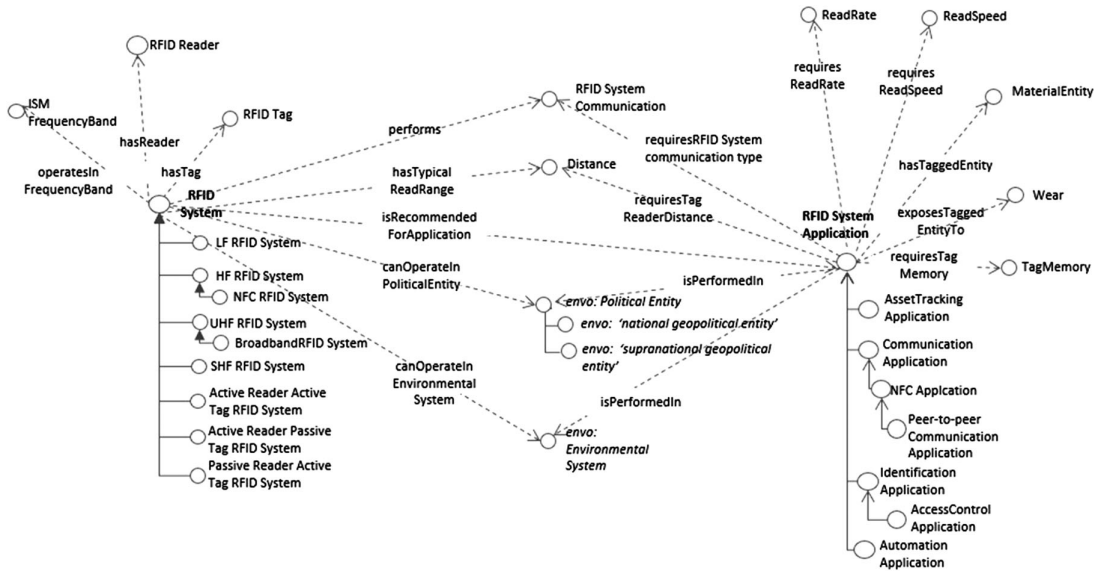 ReadRate
ReadSpeed
RFID Reader
requires
ReadRate
requires
ReadSpeed
ISM
FrequencyBand
RFID Tag
RFID System
Communication
MaterialEntity
hasReader
performs
requiresRFID System
communication type
hasTaggedEntity
operatesIn
FrequencyBand
hasTag
hasTypical
ReadRange
Distance
requiresTag
ReaderDistance
Wear
RFID
System
RFID System
Application
exposesTagged
EntityTo
isRecommended
ForApplication
LF RFID System
requiresTag
Memory
TagMemory
HF RFID System
NFC RFID System
canOperateIn
PoliticalEntity
isPerformedIn
envo: Political Entity
AssetTracking
Application
UHF RFID System
BroadbandRFID System
envo: ‘national geopolitical entity’
envo: ‘supranational geopolitical
entity’
Communication
Application
SHF RFID System
canOperateIn
Environmental
System
NFC Applcation
Active Reader Active
Tag RFID System
isPerformedIn
Peer-to-peer
Communication
Application
Active Reader Passive
Tag RFID System
envo:
Environmental
System
Passive Reader Active
Tag RFID System
Identification
Application
AccessControl
Application
Automation
Application